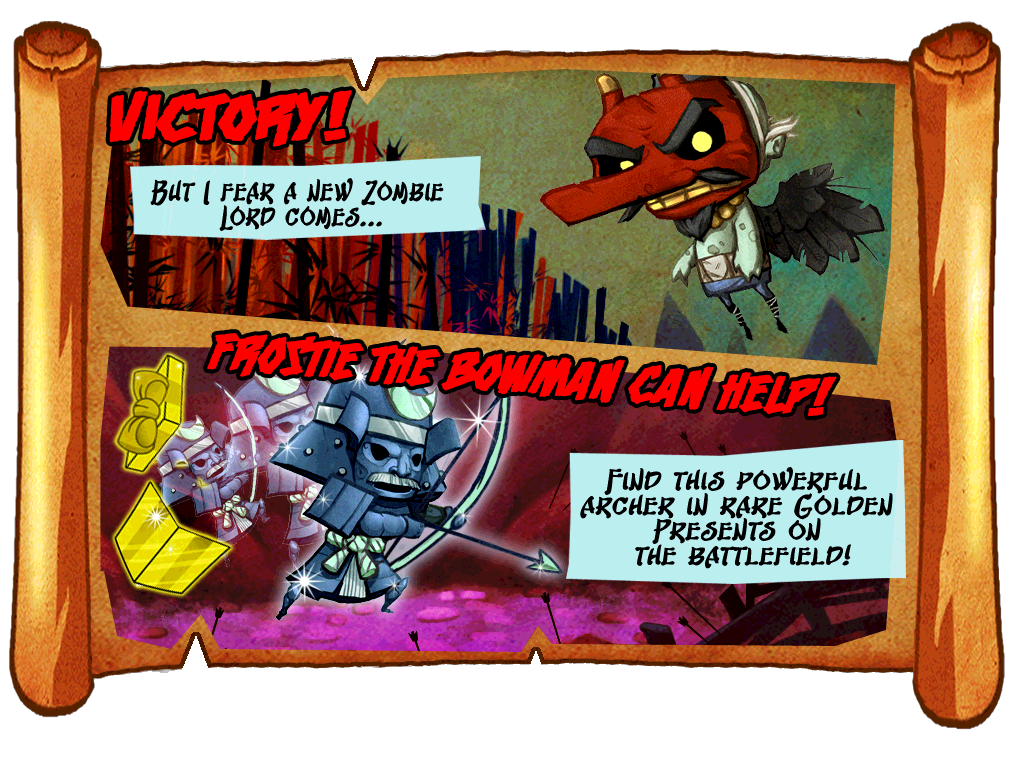 VICTORY!
BUT I FEAR A NEW ZOMBIE
LORD COMES...
FROSTIE THE BOWMAN CAN HELP!
FIND THIS POWERFUL
ARCHER IN RARE GOLDEN
PRESENTS ON
THE BATTLEFIELD!